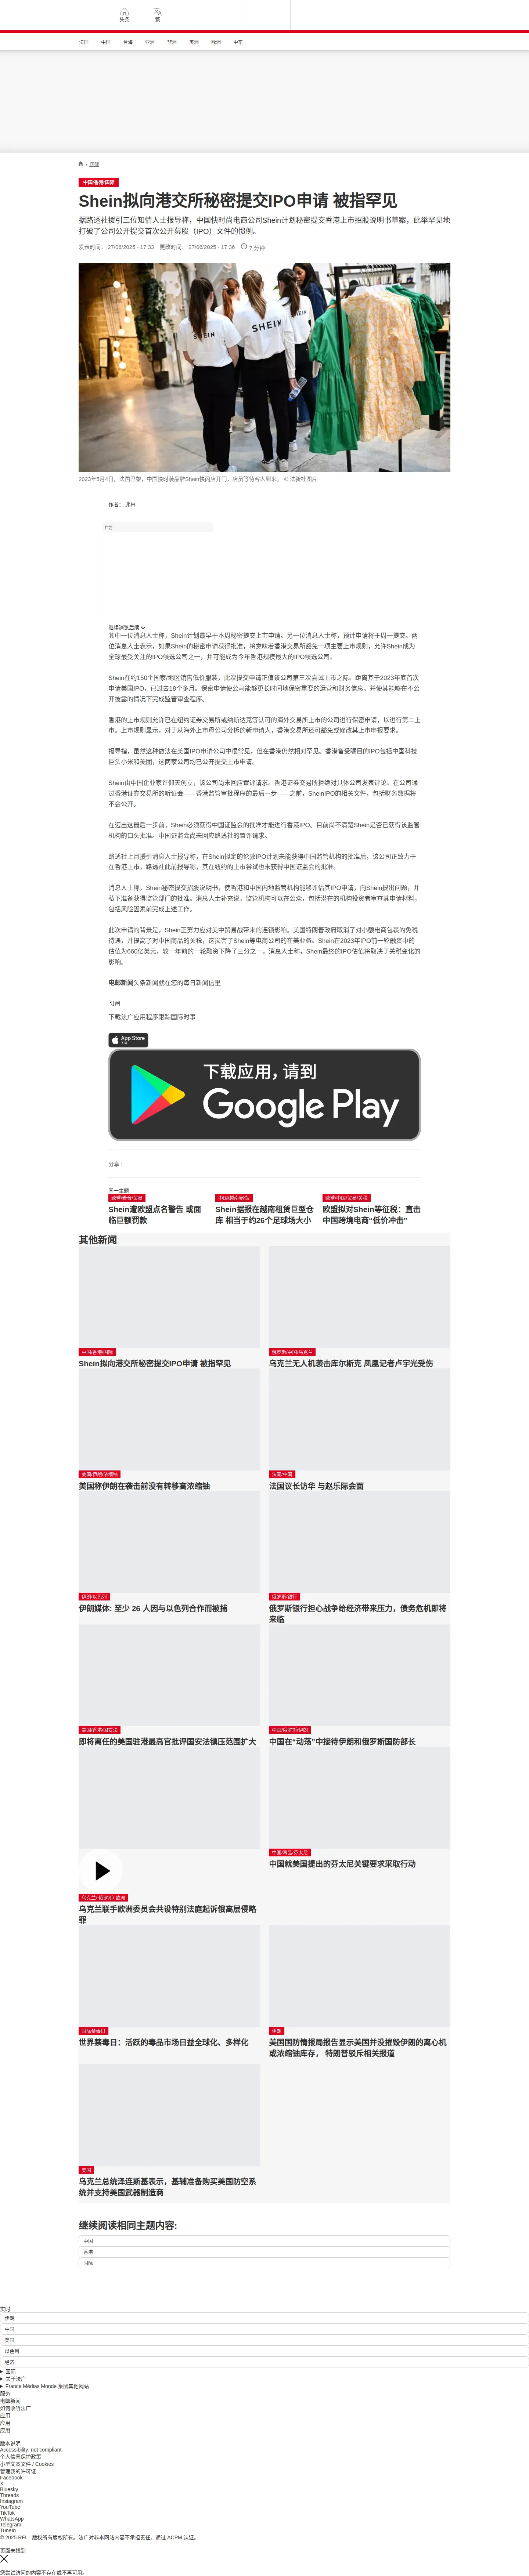 头条
繁
法国
中国
台海
亚洲
非洲
美洲
欧洲
中东
/ 国际
中国/香港/国际
Shein拟向港交所秘密提交IPO申请 被指罕见
据路透社援引三位知情人士报导称，中国快时尚电商公司Shein计划秘密提交香港上市招股说明书草案，此举罕见地
打破了公司公开提交首次公开募股（IPO）文件的惯例。
发表时间： 27/06/2025 - 17:33 更改时间： 27/06/2025 - 17:36 7 分钟
SHEIN
SHEIN
2023年5月4日，法国巴黎，中国快时装品牌Shein快闪店开门，店员等待客人到来。 © 法新社图片
作者： 弗林
广告
继续浏览后续
其中一位消息人士称，Shein计划最早于本周秘密提交上市申请。另一位消息人士称，预计申请将于周一提交。两
位消息人士表示，如果Shein的秘密申请获得批准，将意味着香港交易所豁免一项主要上市规则，允许Shein成为
全球最受关注的IPO候选公司之一，并可能成为今年香港规模最大的IPO候选公司。
Shein在约150个国家/地区销售低价服装，此次提交申请正值该公司第三次尝试上市之际。距离其于2023年底首次
申请美国IPO，已过去18个多月。保密申请使公司能够更长时间地保密重要的运营和财务信息，并使其能够在不公
开披露的情况下完成监管审查程序。
香港的上市规则允许已在纽约证券交易所或纳斯达克等认可的海外交易所上市的公司进行保密申请，以进行第二上
市。上市规则显示，对于从海外上市母公司分拆的新申请人，香港交易所还可豁免或修改其上市申报要求。
报导指，虽然这种做法在美国IPO申请公司中很常见，但在香港仍然相对罕见。香港备受瞩目的IPO包括中国科技
巨头小米和美团，这两家公司均已公开提交上市申请。
Shein由中国企业家许仰天创立，该公司尚未回应置评请求。香港证券交易所拒绝对具体公司发表评论。在公司通
过香港证券交易所的听证会——香港监管审批程序的最后一步——之前，SheinIPO的相关文件，包括财务数据将
不会公开。
在迈出这最后一步前，Shein必须获得中国证监会的批准才能进行香港IPO。目前尚不清楚Shein是否已获得该监管
机构的口头批准。中国证监会尚未回应路透社的置评请求。
路透社上月援引消息人士报导称，在Shein拟定的伦敦IPO计划未能获得中国监管机构的批准后，该公司正致力于
在香港上市。路透社此前报导称，其在纽约的上市尝试也未获得中国证监会的批准。
消息人士称，Shein秘密提交招股说明书，使香港和中国内地监管机构能够评估其IPO申请，向Shein提出问题，并
私下准备获得监管部门的批准。消息人士补充说，监管机构可以在公众，包括潜在的机构投资者审查其申请材料，
包括风险因素前完成上述工作。
此次申请的背景是，Shein正努力应对美中贸易战带来的连锁影响。美国特朗普政府取消了对小额电商包裹的免税
待遇，并提高了对中国商品的关税，这损害了Shein等电商公司的在美业务。Shein在2023年IPO前一轮融资中的
估值为660亿美元，较一年前的一轮融资下降了三分之一。消息人士称，Shein最终的IPO估值将取决于关税变化的
影响。
电邮新闻头条新闻就在您的每日新闻信里
订阅
下载法广应用程序跟踪国际时事
App Store
下载应用，请到
Google Play
分享 :
同一主题
欧盟/希音/贸易
Shein遭欧盟点名警告 或面
临巨额罚款
中国/越南/经贸
Shein据报在越南租赁巨型仓
库 相当于约26个足球场大小
欧盟/中国/贸易/关税
欧盟拟对Shein等征税：直击
中国跨境电商"低价冲击"
其他新闻
中国/香港/国际
Shein拟向港交所秘密提交IPO申请 被指罕见
俄罗斯/中国/乌克兰
乌克兰无人机袭击库尔斯克 凤凰记者卢宇光受伤
美国/伊朗/浓缩铀
美国称伊朗在袭击前没有转移高浓缩铀
法国/中国
法国议长访华 与赵乐际会面
伊朗/以色列
伊朗媒体: 至少 26 人因与以色列合作而被捕
俄罗斯/银行
俄罗斯银行担心战争给经济带来压力，债务危机即将
来临
美国/香港/国安法
即将离任的美国驻港最高官批评国安法镇压范围扩大
中国/俄罗斯/伊朗
中国在"动荡"中接待伊朗和俄罗斯国防部长
乌克兰/ 俄罗斯/ 欧洲
乌克兰联手欧洲委员会共设特别法庭起诉俄高层侵略
罪
中国/毒品/芬太尼
中国就美国提出的芬太尼关键要求采取行动
国际禁毒日
世界禁毒日：活跃的毒品市场日益全球化、多样化
伊朗
美国国防情报局报告显示美国并没摧毁伊朗的离心机
或浓缩铀库存， 特朗普驳斥相关报道
美国
乌克兰总统泽连斯基表示，基辅准备购买美国防空系
统并支持美国武器制造商
继续阅读相同主题内容:
中国
香港
国际
实时
伊朗
中国
美国
以色列
经济
国际
关于法广
France Médias Monde 集团其他网站
服务
电邮新闻
如何收听法广
应用
应用
应用
版本说明
Accessibility: not compliant
个人信息保护政策
小型文本文件 / Cookies
管理我的许可证
Facebook
X
Bluesky
Threads
Instagram
YouTube
TikTok
WhatsApp
Telegram
TuneIn
© 2025 RFI – 版权所有版权所有。法广对非本网站内容不承担责任。通过 ACPM 认证。
页面未找到
您尝试访问的内容不存在或不再可用。